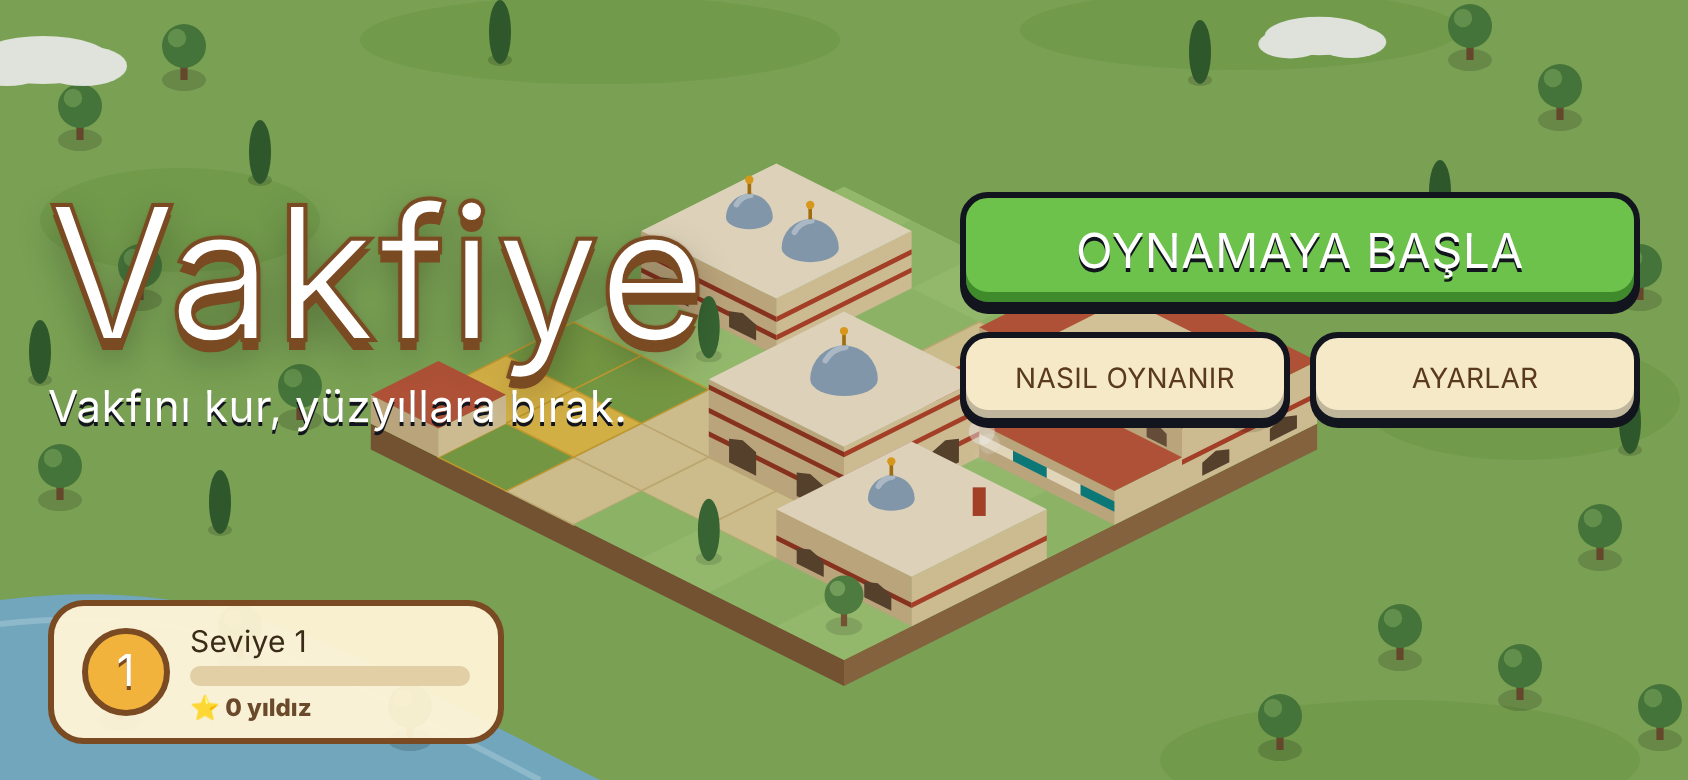 Vakfiye
Vakfını kur, yüzyıllara bırak.
OYNAMAYA BAŞLA
NASIL OYNANIR
AYARLAR
1
Seviye 1
⭐ 0 yıldız